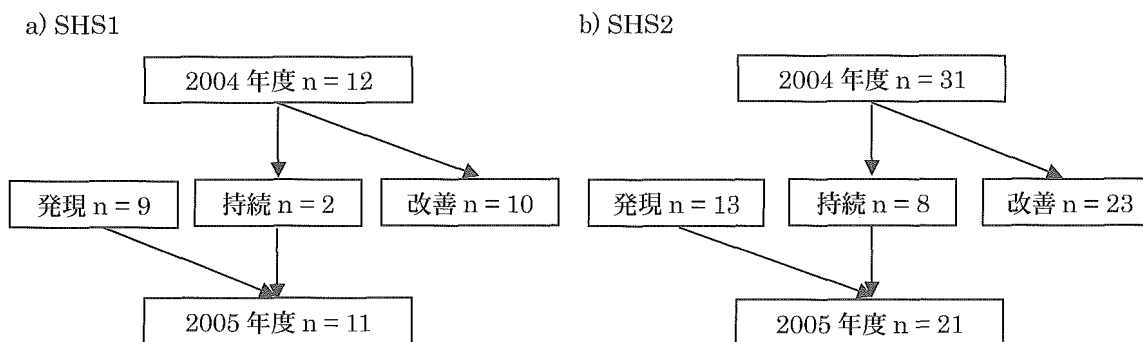 a) SHS1
2004 年度 n = 12
発現 n = 9
持続 n = 2
改善 n = 10
2005 年度 n = 11
b) SHS2
2004 年度 n = 31
発現 n = 13
持続 n = 8
改善 n = 23
2005 年度 n = 21